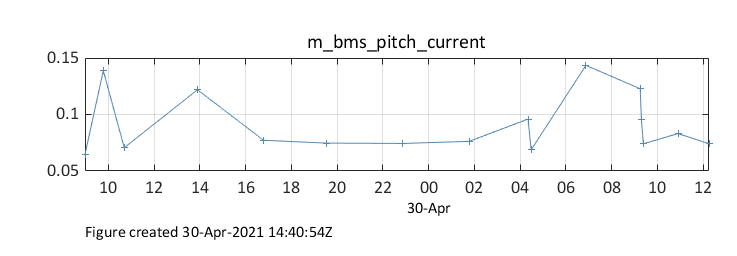 m_bms_pitch_current
0.15
0.1
0.05
10 12 14 16 18 20 22 00 02 04 06 08 10 12
30-Apr
Figure created 30-Apr-2021 14:40:54Z